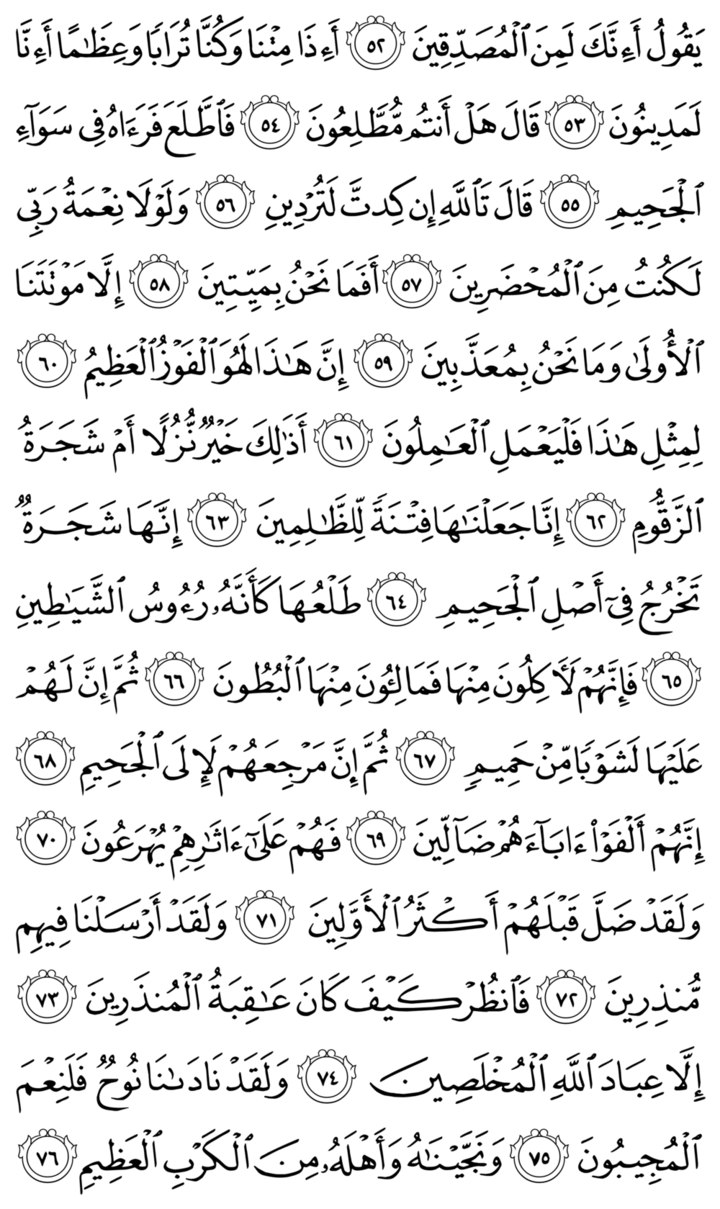 يَقُولُ أَءِنَّكَ لَمِنَ ٱلْمُصَدِّقِينَ ٥٢ أَءِذَا مِتْنَا وَكُنَّا تُرَابًا وَعِظَٰمًا أَءِنَّا
لَمَدِينُونَ ٥٣ قَالَ هَلْ أَنتُم مُّطَّلِعُونَ ٥٤ فَٱطَّلَعَ فَرَءَاهُ فِى سَوَآءِ
ٱلْجَحِيمِ ٥٥ قَالَ تَٱللَّهِ إِن كِدتَّ لَتُرْدِينِ ٥٦ وَلَوْلَا نِعْمَةُ رَبِّى
لَكُنتُ مِنَ ٱلْمُحْضَرِينَ ٥٧ أَفَمَا نَحْنُ بِمَيِّتِينَ ٥٨ إِلَّا مَوْتَتَنَا
ٱلْأُولَىٰ وَمَا نَحْنُ بِمُعَذَّبِينَ ٥٩ إِنَّ هَٰذَا لَهُوَ ٱلْفَوْزُ ٱلْعَظِيمُ ٦٠
لِمِثْلِ هَٰذَا فَلْيَعْمَلِ ٱلْعَٰمِلُونَ ٦١ أَذَٰلِكَ خَيْرٌ نُّزُلًا أَمْ شَجَرَةُ
ٱلزَّقُّومِ ٦٢ إِنَّا جَعَلْنَٰهَا فِتْنَةً لِّلظَّٰلِمِينَ ٦٣ إِنَّهَا شَجَرَةٌ
تَخْرُجُ فِىٓ أَصْلِ ٱلْجَحِيمِ ٦٤ طَلْعُهَا كَأَنَّهُۥ رُءُوسُ ٱلشَّيَٰطِينِ
٦٥ فَإِنَّهُمْ لَءَاكِلُونَ مِنْهَا فَمَالِـُٔونَ مِنْهَا ٱلْبُطُونَ ٦٦ ثُمَّ إِنَّ لَهُمْ
عَلَيْهَا لَشَوْبًا مِّنْ حَمِيمٍ ٦٧ ثُمَّ إِنَّ مَرْجِعَهُمْ لَإِلَى ٱلْجَحِيمِ ٦٨
إِنَّهُمْ أَلْفَوْا۟ ءَابَآءَهُمْ ضَآلِّينَ ٦٩ فَهُمْ عَلَىٰٓ ءَاثَٰرِهِمْ يُهْرَعُونَ ٧٠
وَلَقَدْ ضَلَّ قَبْلَهُمْ أَكْثَرُ ٱلْأَوَّلِينَ ٧١ وَلَقَدْ أَرْسَلْنَا فِيهِم
مُّنذِرِينَ ٧٢ فَٱنظُرْ كَيْفَ كَانَ عَٰقِبَةُ ٱلْمُنذَرِينَ ٧٣
إِلَّا عِبَادَ ٱللَّهِ ٱلْمُخْلَصِينَ ٧٤ وَلَقَدْ نَادَىٰنَا نُوحٌ فَلَنِعْمَ
ٱلْمُجِيبُونَ ٧٥ وَنَجَّيْنَٰهُ وَأَهْلَهُۥ مِنَ ٱلْكَرْبِ ٱلْعَظِيمِ ٧٦